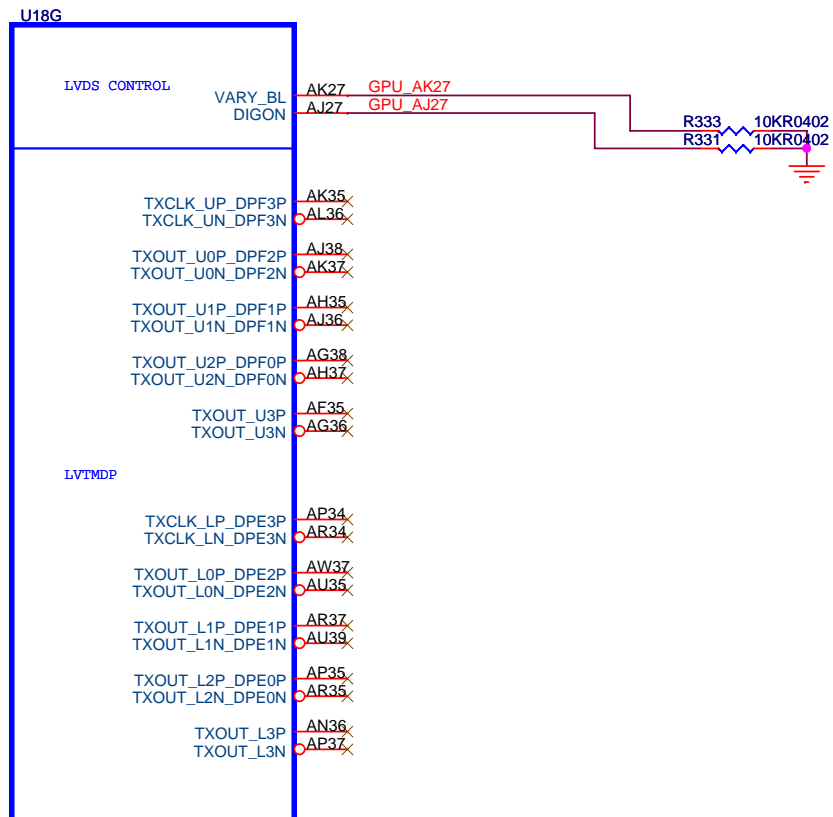 U18G
LVDS CONTROL
VARY_BL AK27 GPU_AK27
DIGON AJ27 GPU_AJ27
R333 10KR0402
R331 10KR0402
TXCLK_UP_DPF3P AK35
TXCLK_UN_DPF3N AL36
TXOUT_U0P_DPF2P AJ38
TXOUT_U0N_DPF2N AK37
TXOUT_U1P_DPF1P AH35
TXOUT_U1N_DPF1N AJ36
TXOUT_U2P_DPF0P AG38
TXOUT_U2N_DPF0N AH37
TXOUT_U3P AF35
TXOUT_U3N AG36
LVTMDP
TXCLK_LP_DPE3P AP34
TXCLK_LN_DPE3N AR34
TXOUT_L0P_DPE2P AW37
TXOUT_L0N_DPE2N AU35
TXOUT_L1P_DPE1P AR37
TXOUT_L1N_DPE1N AU39
TXOUT_L2P_DPE0P AP35
TXOUT_L2N_DPE0N AR35
TXOUT_L3P AN36
TXOUT_L3N AP37